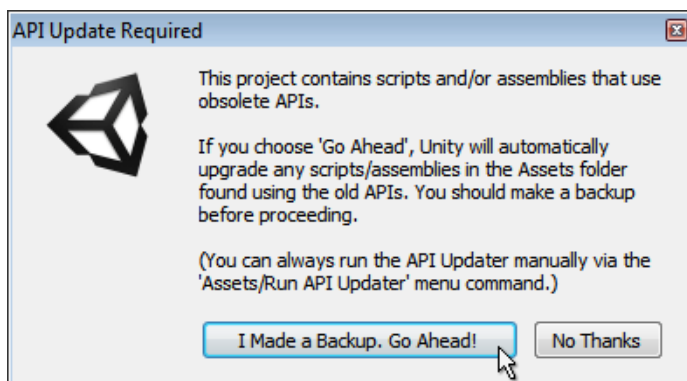 API Update Required
This project contains scripts and/or assemblies that use
obsolete APIs.
If you choose 'Go Ahead', Unity will automatically
upgrade any scripts/assemblies in the Assets folder
found using the old APIs. You should make a backup
before proceeding.
(You can always run the API Updater manually via the
'Assets/Run API Updater' menu command.)
I Made a Backup. Go Ahead!
No Thanks